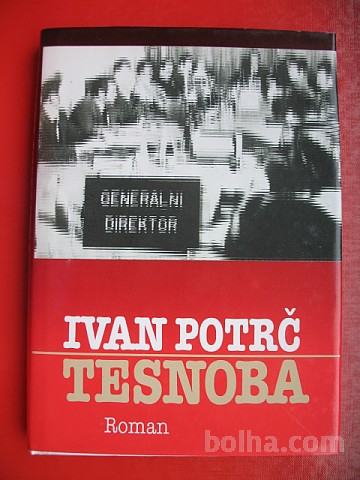 GENERALNI
DIREKTOR
IVAN POTRČ
TESNOBA
Roman
bolha.com